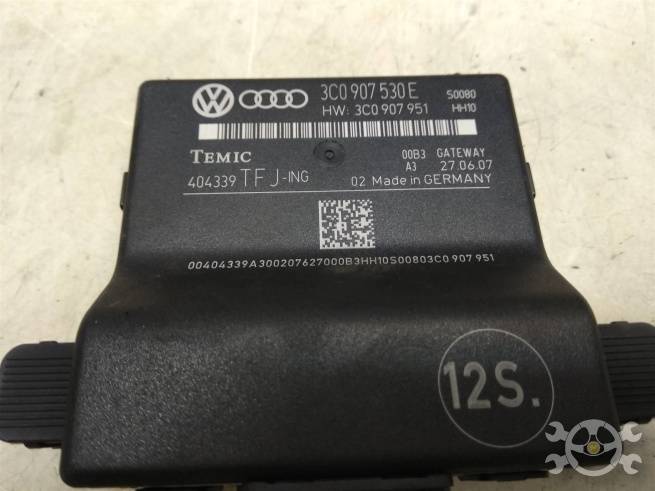 3C0 907 530 E S0080
HW: 3C0 907 951 HH10
TEMIC 00B3 GATEWAY
A3 27.06.07
404339 TFJ-ING 02 Made in GERMANY
00404339A300207627000B3HH10S00803C0 907 951
12S.